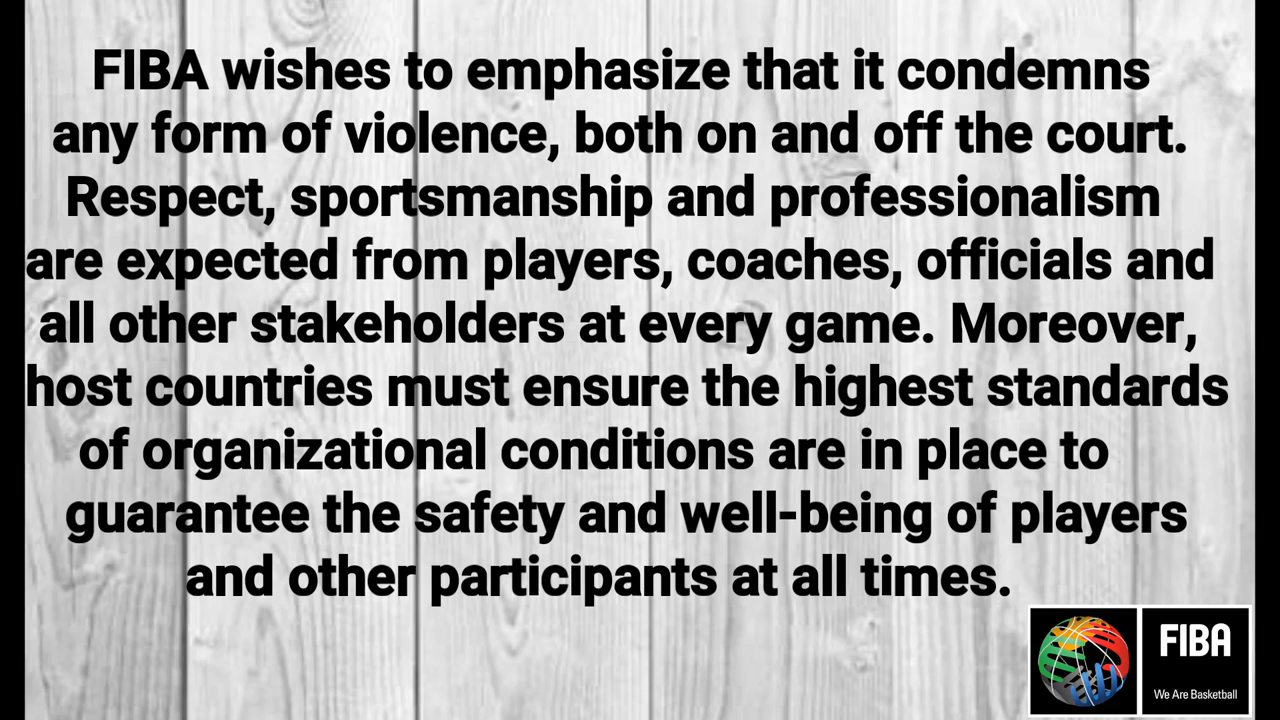 FIBA wishes to emphasize that it condemns
any form of violence, both on and off the court.
Respect, sportsmanship and professionalism
are expected from players, coaches, officials and
all other stakeholders at every game. Moreover,
host countries must ensure the highest standards
of organizational conditions are in place to
guarantee the safety and well-being of players
and other participants at all times.
FIBA
We Are Basketball